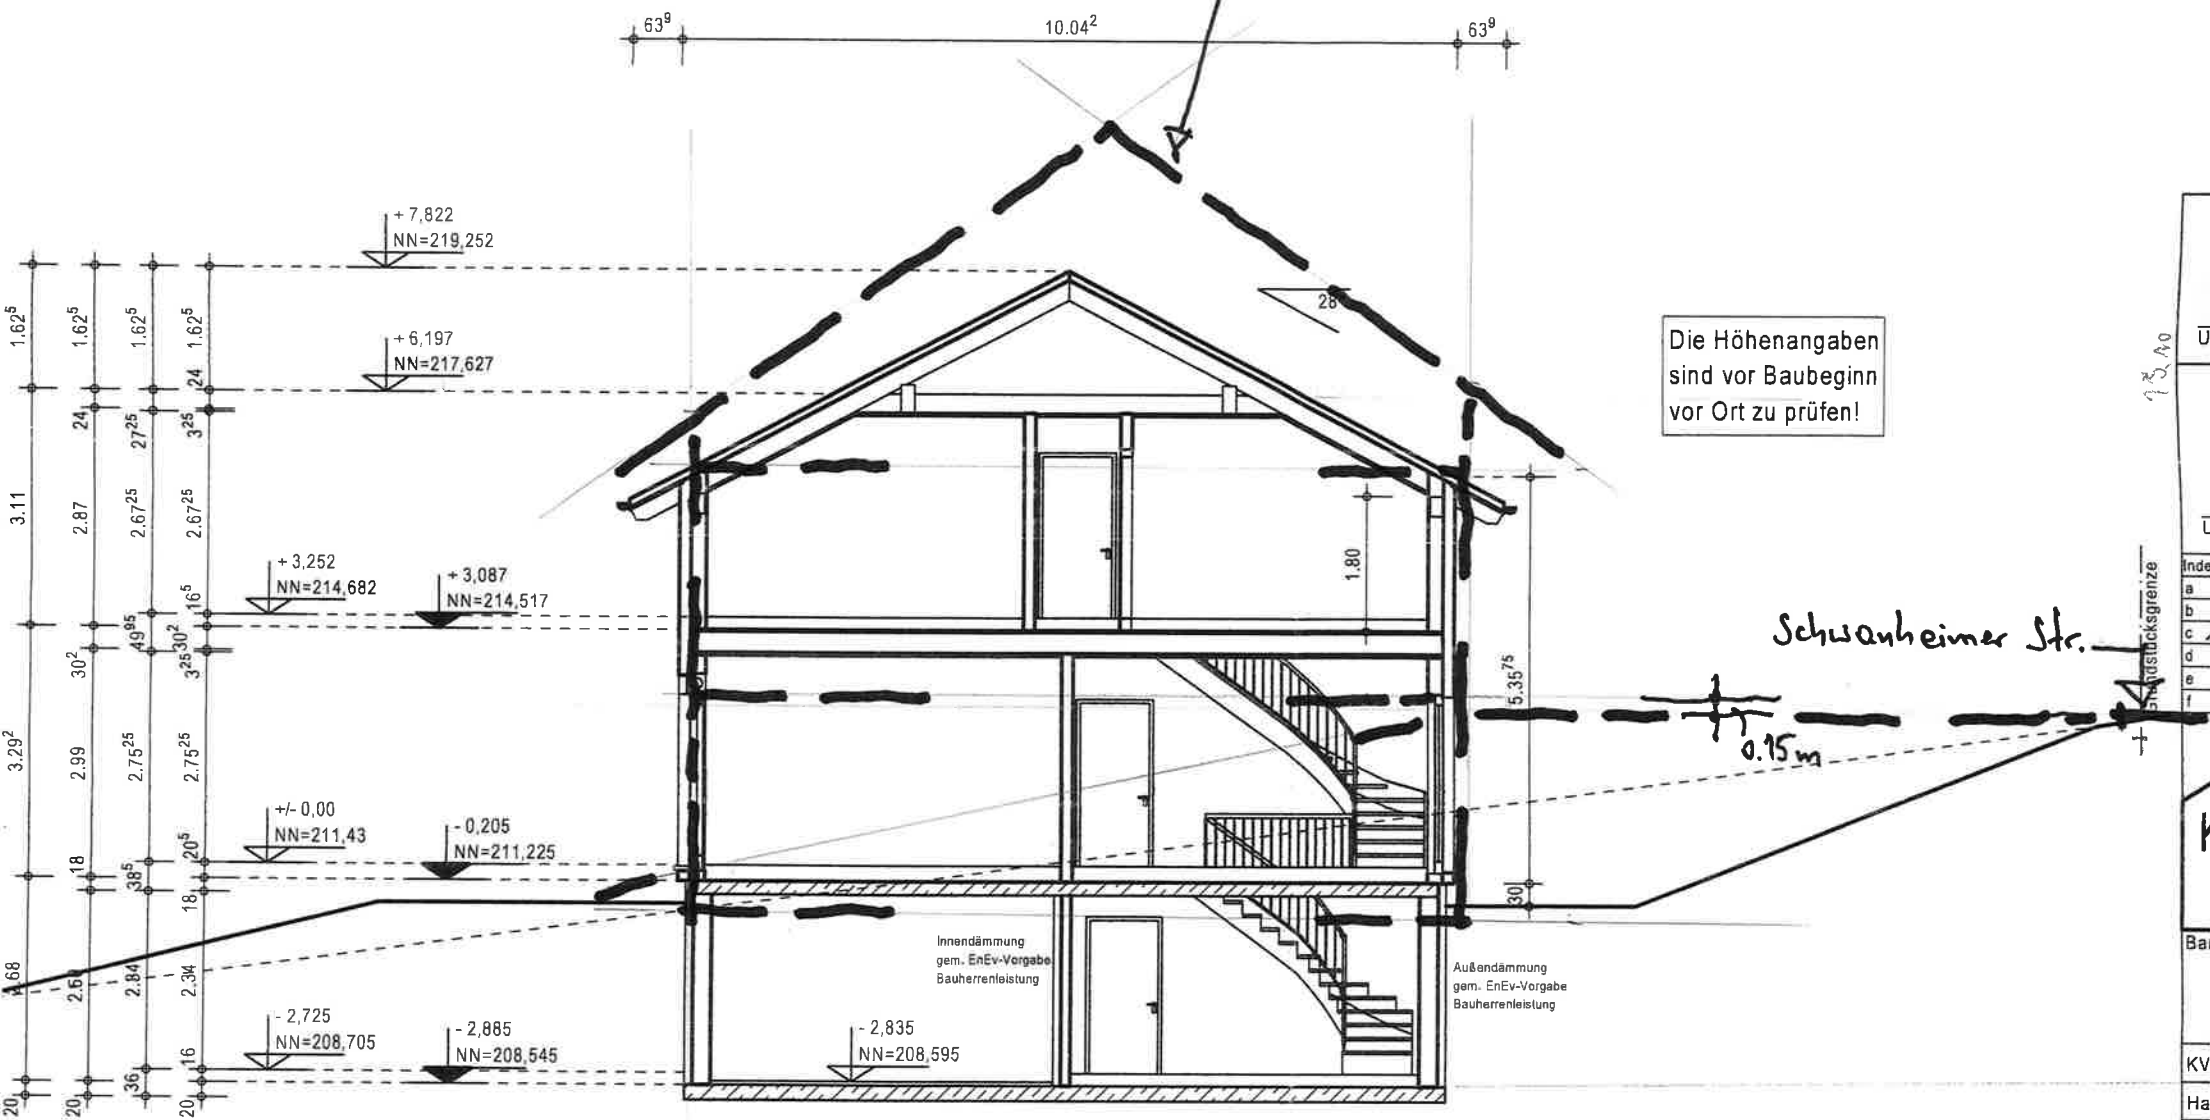 63⁹
10.04²
63⁹
+ 7,822
NN=219,252
+ 6,197
NN=217,627
1.62⁵
1.62⁵
1.62⁵
1.62⁵
24
24
27²⁵
3²⁵
28
Die Höhenangaben
sind vor Baubeginn
vor Ort zu prüfen!
3.11
2.87
2.67²⁵
2.67²⁵
+ 3,252
NN=214,682
+ 3,087
NN=214,517
16⁵
49⁹⁵
30²
30²
3²⁵
1.80
5.35⁷⁵
Schwanheimer Str.
Grundstücksgrenze
0.15m
3.29²
2.99
2.75²⁵
2.75²⁵
+/- 0,00
NN=211,43
- 0,205
NN=211,225
20⁵
18
38⁵
18
30
2.84
2.34
Innendämmung
gem. EnEv-Vorgabe
Bauherrenleistung
Außendämmung
gem. EnEv-Vorgabe
Bauherrenleistung
- 2,725
NN=208,705
- 2,885
NN=208,545
- 2,835
NN=208,595
16
36
20
20
20
a
b
c
d
e
f
KV